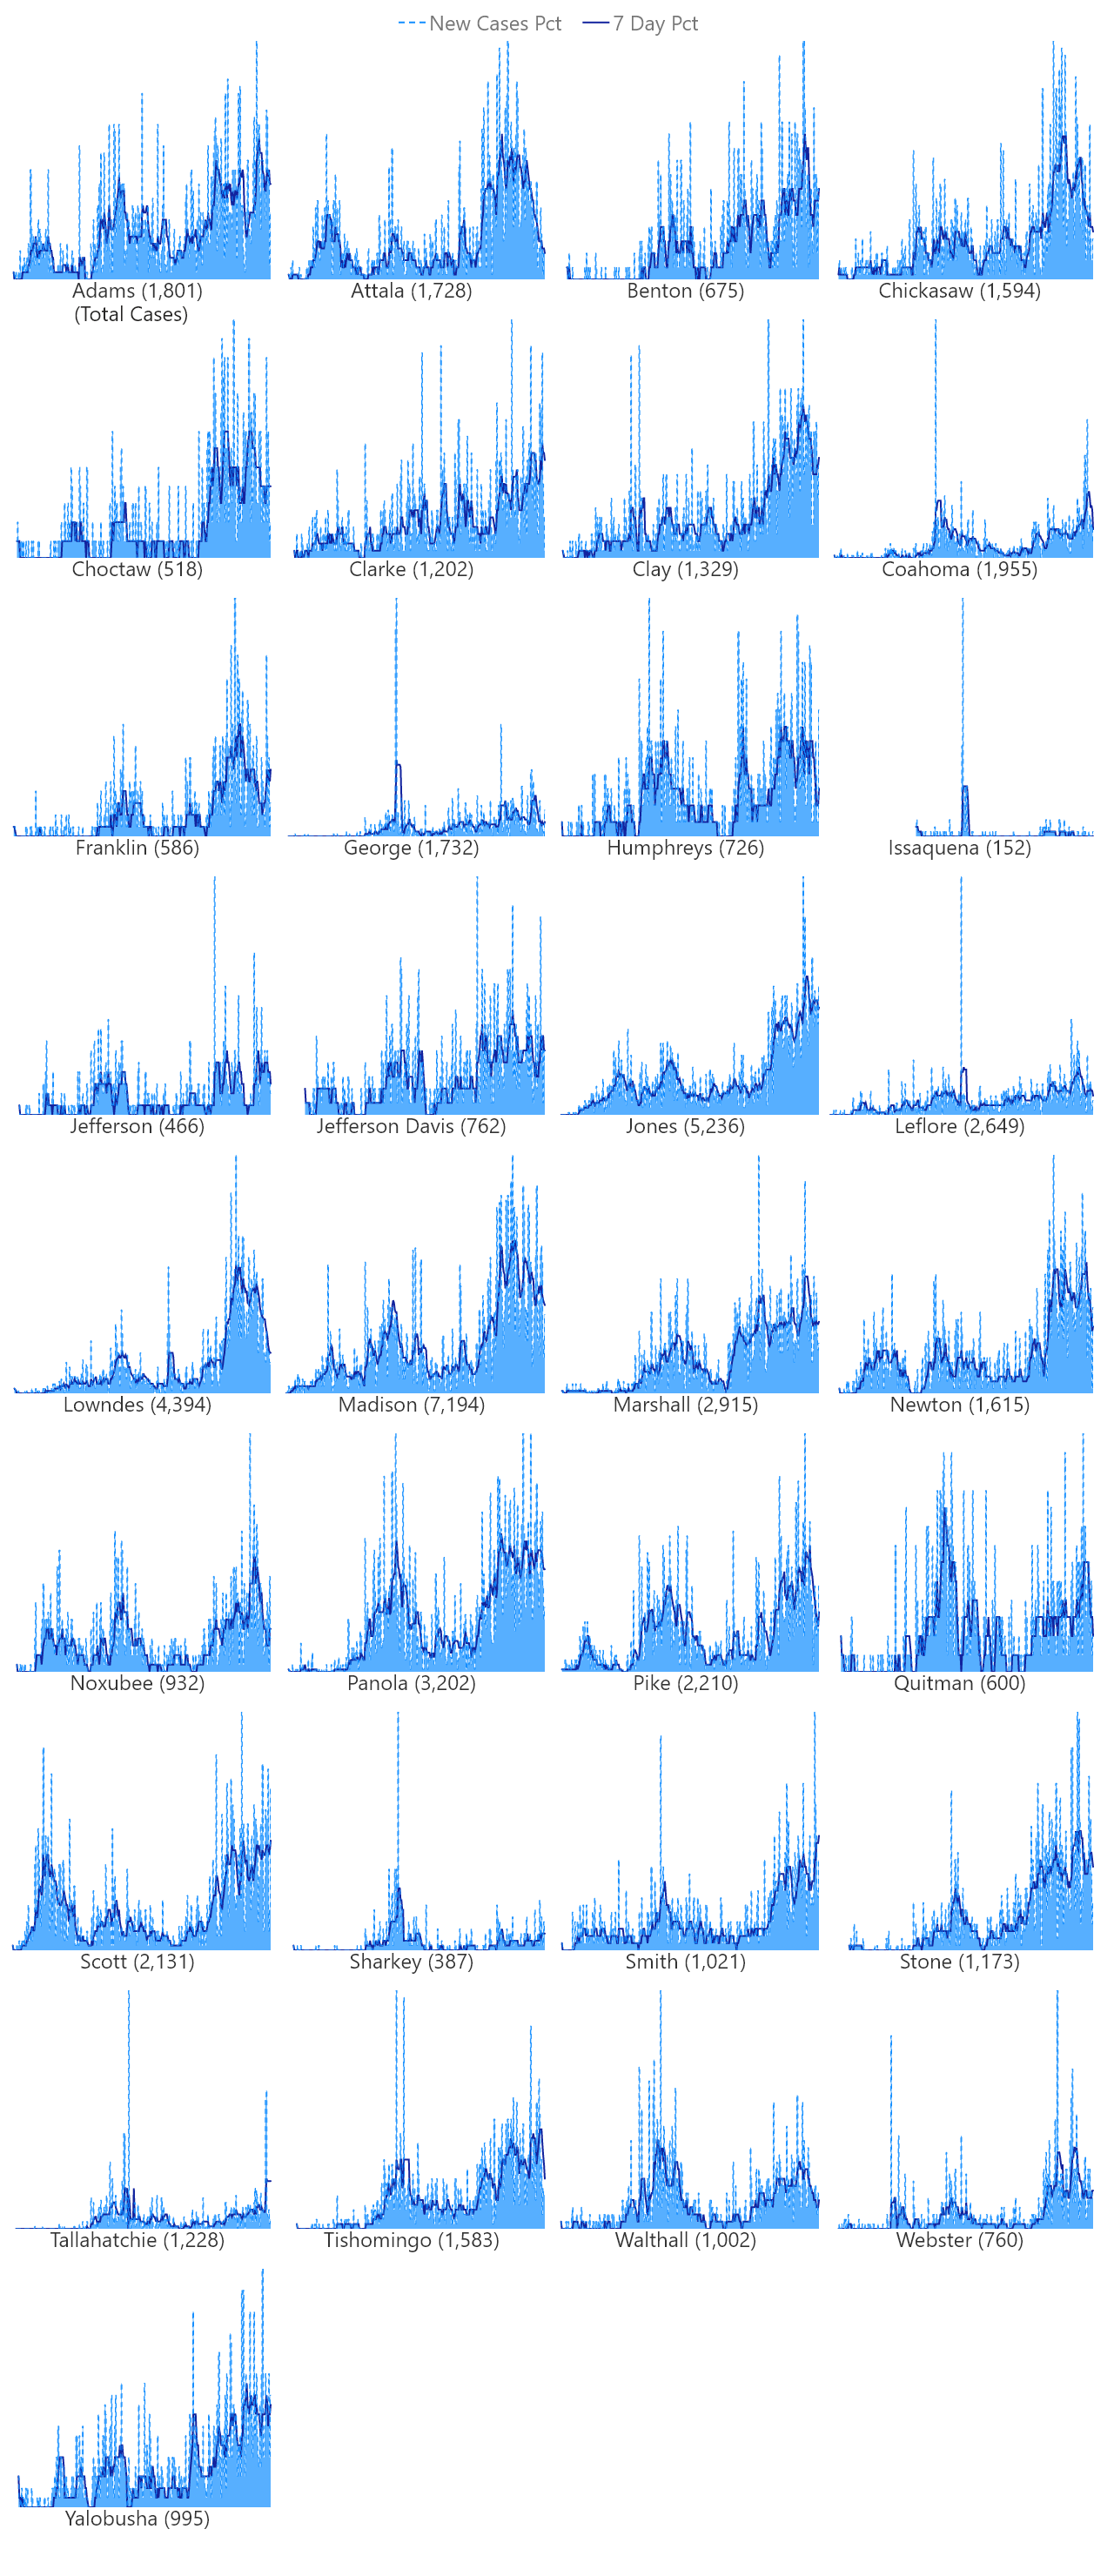 New Cases Pct 7 Day Pct
Adams (1,801) Attala (1,728) Benton (675) Chickasaw (1,594)
(Total Cases)
Choctaw (518) Clarke (1,202) Clay (1,329) Coahoma (1,955)
Franklin (586) George (1,732) Humphreys (726) Issaquena (152)
Jefferson (466) Jefferson Davis (762) Jones (5,236) Leflore (2,649)
Lowndes (4,394) Madison (7,194) Marshall (2,915) Newton (1,615)
Noxubee (932) Panola (3,202) Pike (2,210) Quitman (600)
Scott (2,131) Sharkey (387) Smith (1,021) Stone (1,173)
Tallahatchie (1,228) Tishomingo (1,583) Walthall (1,002) Webster (760)
Yalobusha (995)